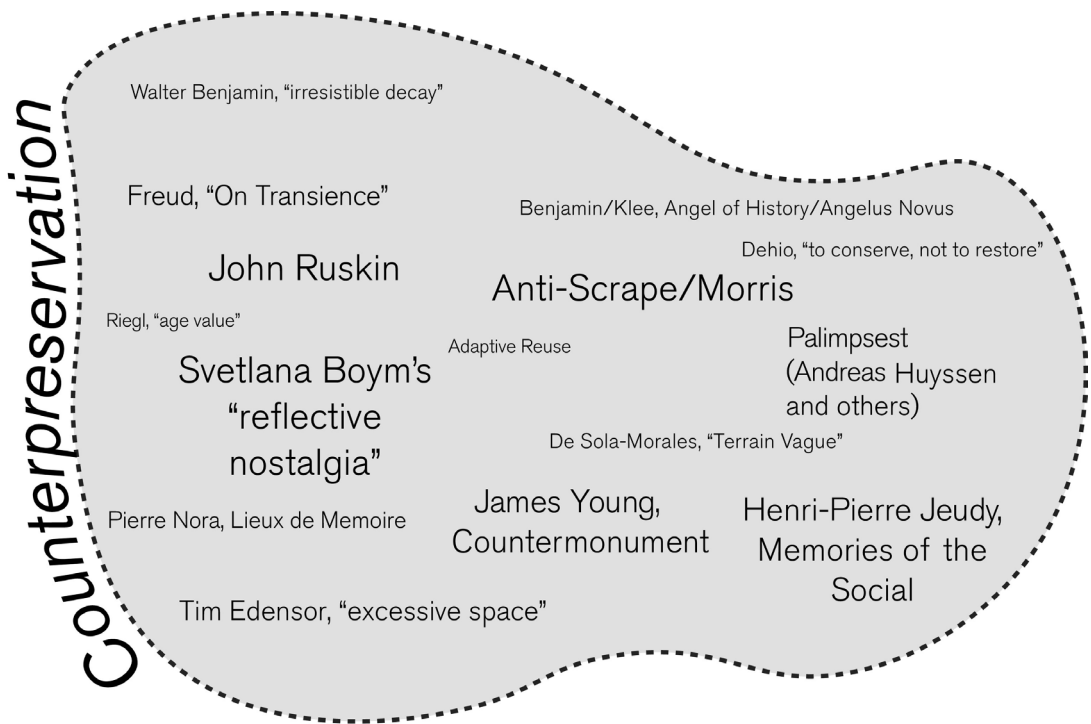 Counterpreservation
Walter Benjamin, “irresistible decay”
Freud, “On Transience”
Benjamin/Klee, Angel of History/Angelus Novus
Dehio, “to conserve, not to restore”
John Ruskin
Anti-Scrape/Morris
Riegl, “age value”
Adaptive Reuse
Palimpsest
(Andreas Huyssen
and others)
Svetlana Boym’s
“reflective
nostalgia”
De Sola-Morales, “Terrain Vague”
Pierre Nora, Lieux de Memoire
James Young,
Countermonument
Henri-Pierre Jeudy,
Memories of the
Social
Tim Edensor, “excessive space”